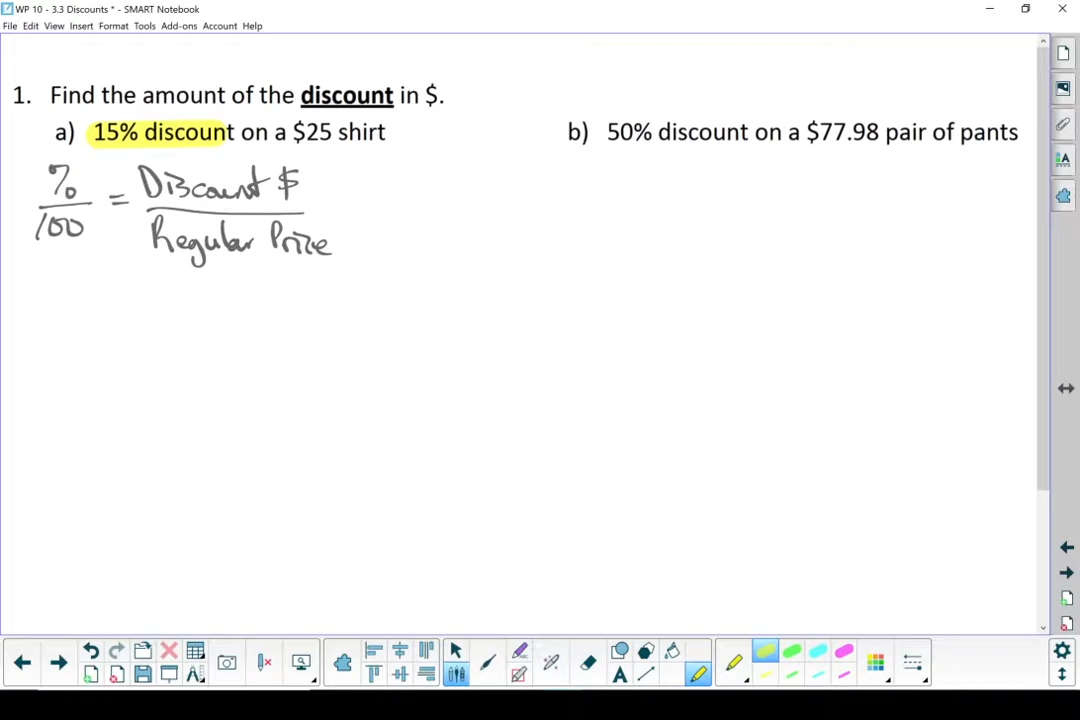 WP 10 - 3.3 Discounts * - SMART Notebook
File Edit View Insert Format Tools Add-ons Account Help
1. Find the amount of the discount in $.
a) 15% discount on a $25 shirt
b) 50% discount on a $77.98 pair of pants
% = Discount $
100 Regular Price